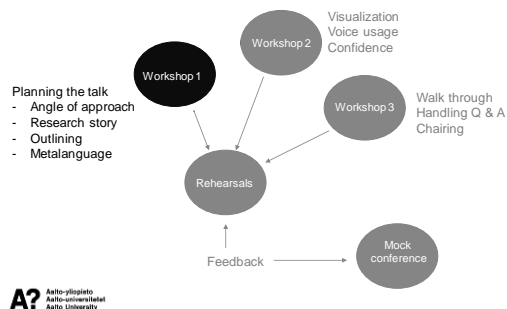 Visualization
Voice usage
Confidence
Workshop 2
Workshop 1
Planning the talk
- Angle of approach
- Research story
- Outlining
- Metalanguage
Workshop 3
Walk through
Handling Q & A
Chairing
Rehearsals
Feedback
Mock
conference
A?
Aalto-yliopisto
Aalto-universitetet
Aalto University